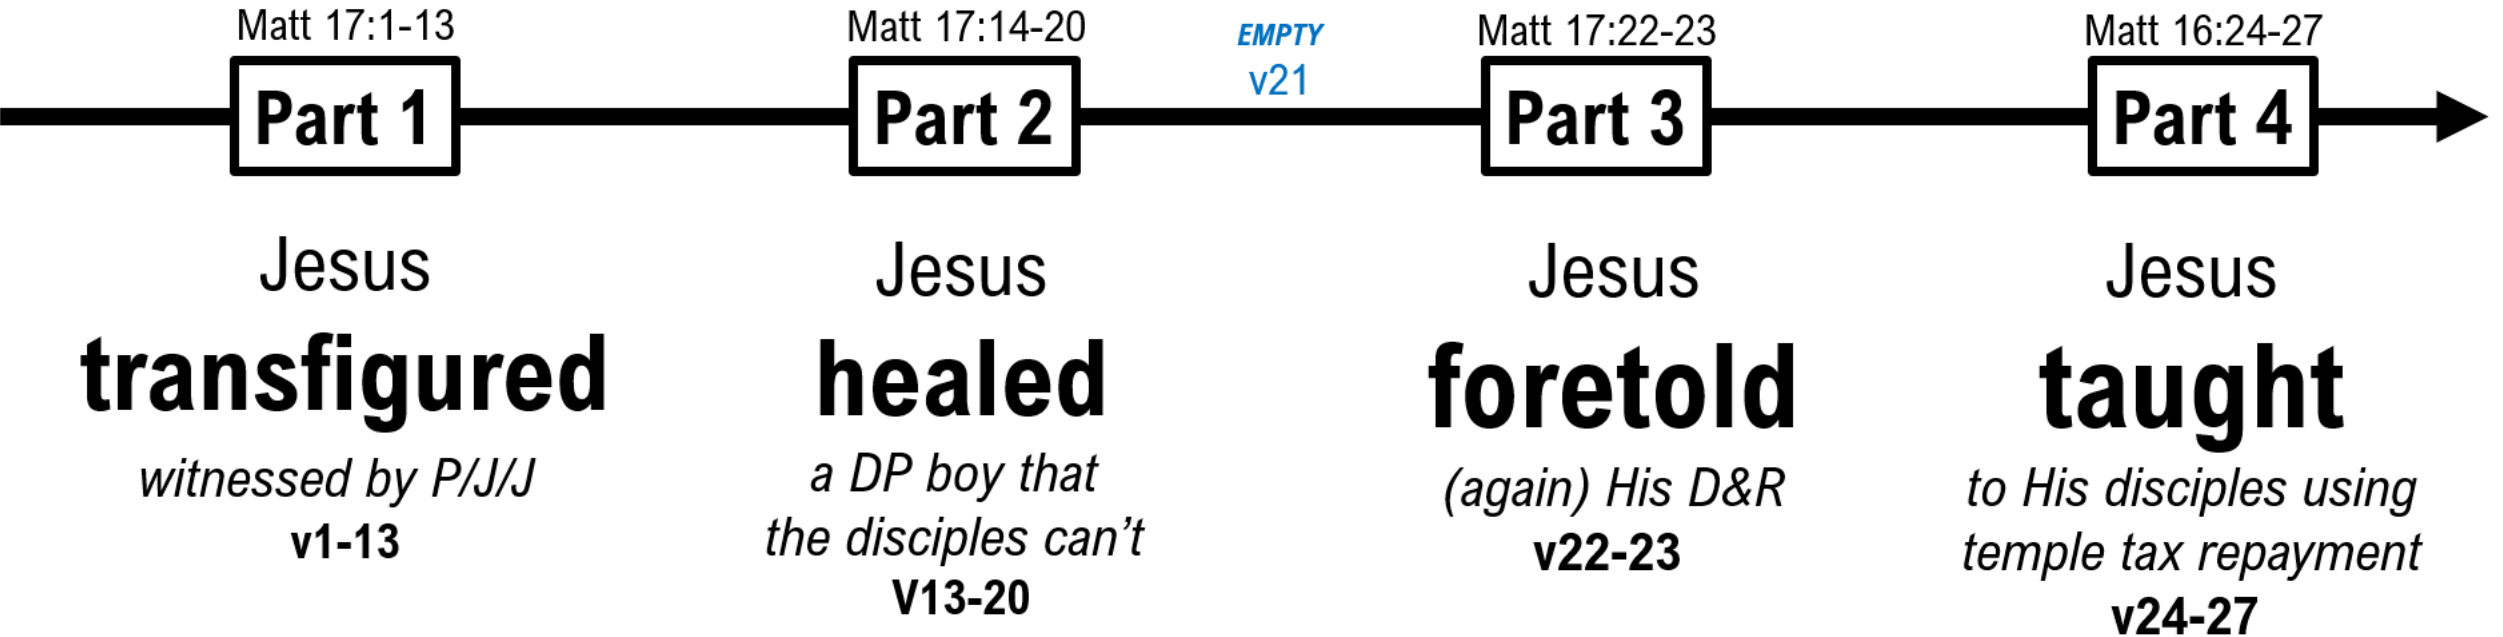 Matt 17:1-13
Part 1
Jesus
transfigured
witnessed by P/J/J
v1-13
Matt 17:14-20
Part 2
Jesus
healed
a DP boy that
the disciples can't
V13-20
EMPTY
v21
Matt 17:22-23
Part 3
Jesus
foretold
(again) His D&R
v22-23
Matt 16:24-27
Part 4
Jesus
taught
to His disciples using
temple tax repayment
v24-27